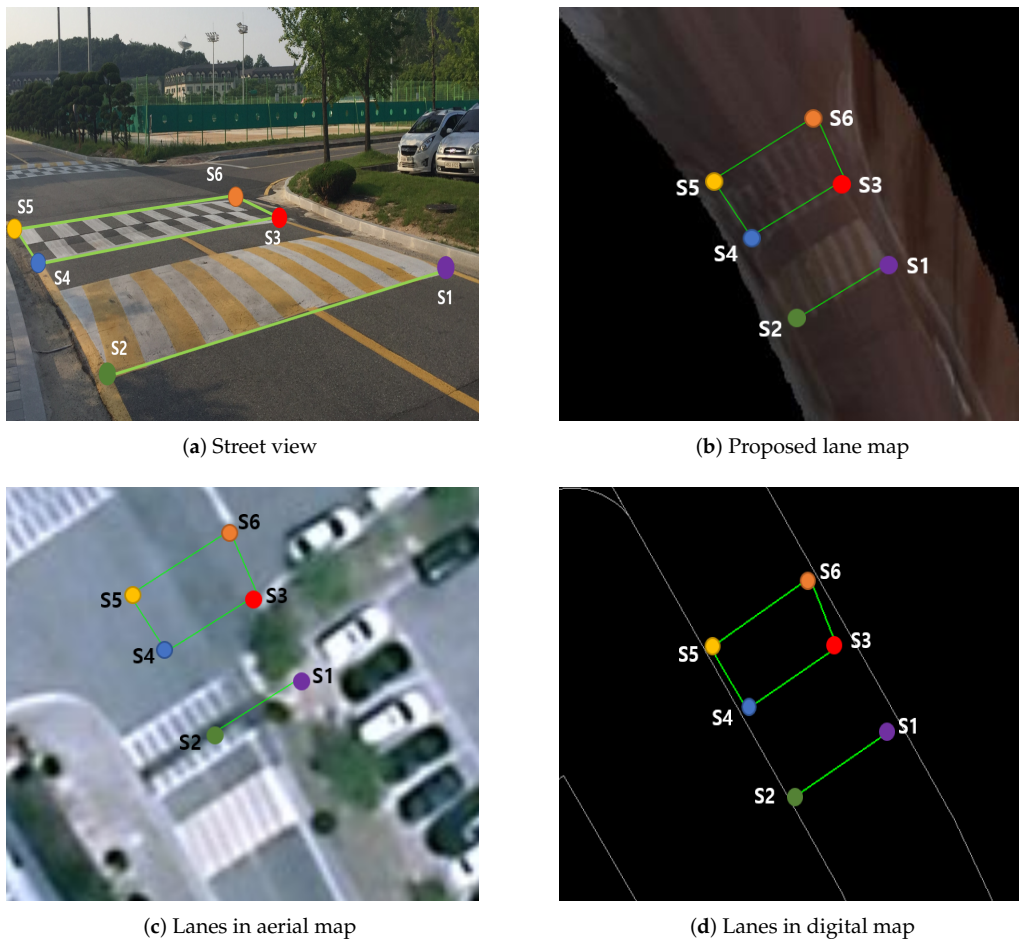 S6
S5
S3
S4
S1
S2
(a) Street view
S6
S5
S3
S4
S1
S2
(b) Proposed lane map
S6
S5
S3
S4
S1
S2
(c) Lanes in aerial map
S6
S5
S3
S4
S1
S2
(d) Lanes in digital map